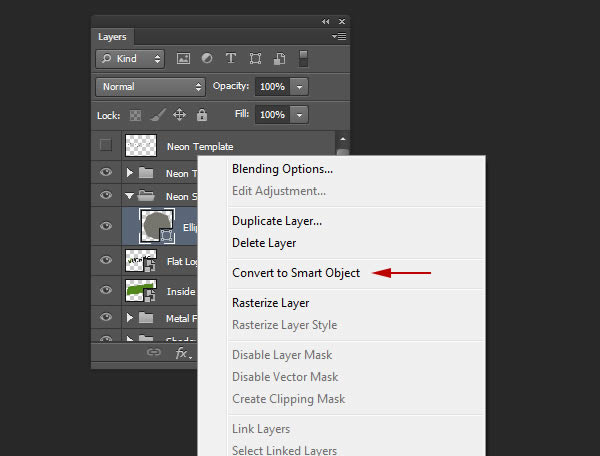 Layers
Kind
Normal
Opacity: 100%
Lock:
Fill: 100%
Neon Template
Neon T
Neon S
Ellip
Flat Log
Inside
Metal F
Blending Options...
Edit Adjustment...
Duplicate Layer...
Delete Layer
Convert to Smart Object
Rasterize Layer
Rasterize Layer Style
Disable Layer Mask
Disable Vector Mask
Create Clipping Mask
Link Layers
Select Linked Layers